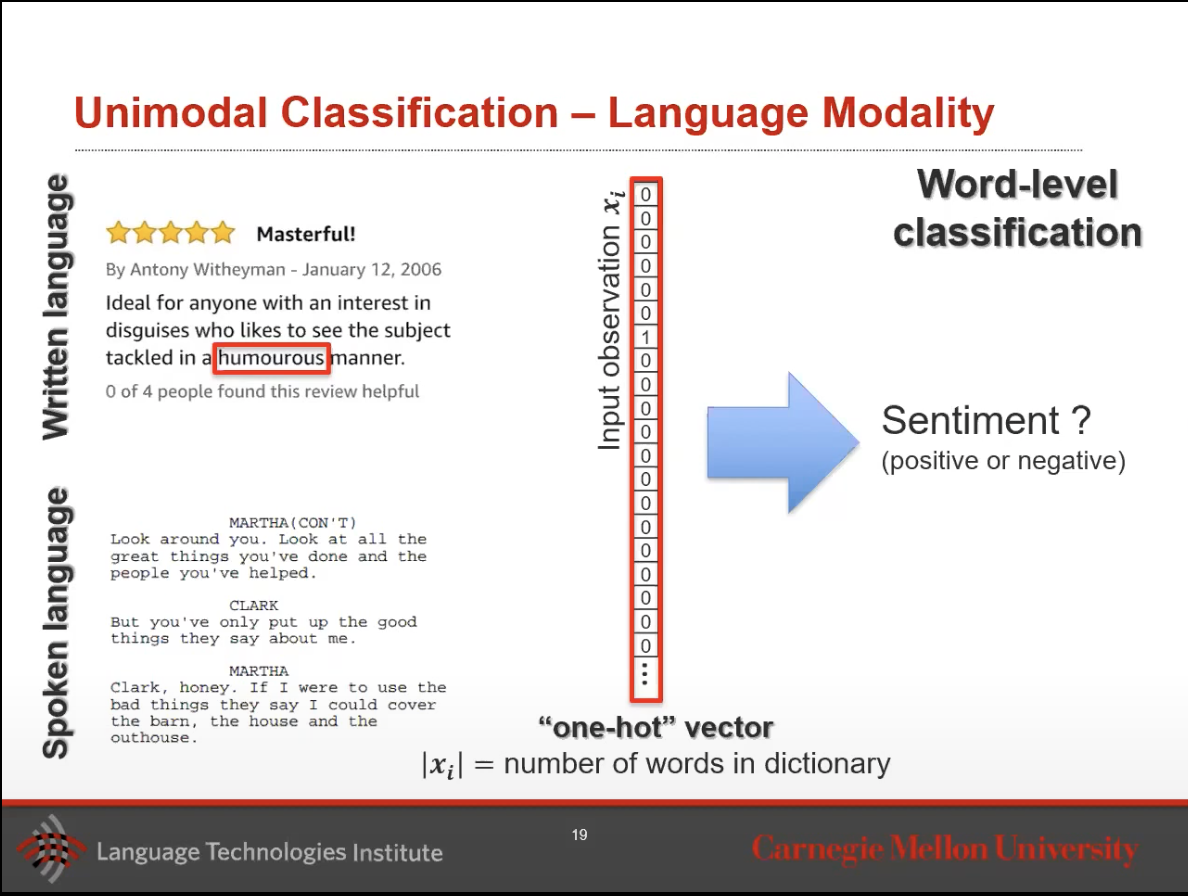 Unimodal Classification – Language Modality
Written language
Masterful!
By Antony Witheyman - January 12, 2006
Ideal for anyone with an interest in
disguises who likes to see the subject
tackled in a humourous manner.
0 of 4 people found this review helpful
Spoken language
MARTHA(CON'T)
Look around you. Look at all the
great things you've done and the
people you've helped.
CLARK
But you've only put up the good
things they say about me.
MARTHA
Clark, honey. If I were to use the
bad things they say I could cover
the barn, the house and the
outhouse.
Input observation 𝒙ᵢ
0
0
0
0
0
0
1
0
0
0
0
0
0
0
0
0
0
0
0
0
⋮
“one-hot” vector
|𝒙ᵢ| = number of words in dictionary
Word-level
classification
Sentiment ?
(positive or negative)
Language Technologies Institute
19
Carnegie Mellon University